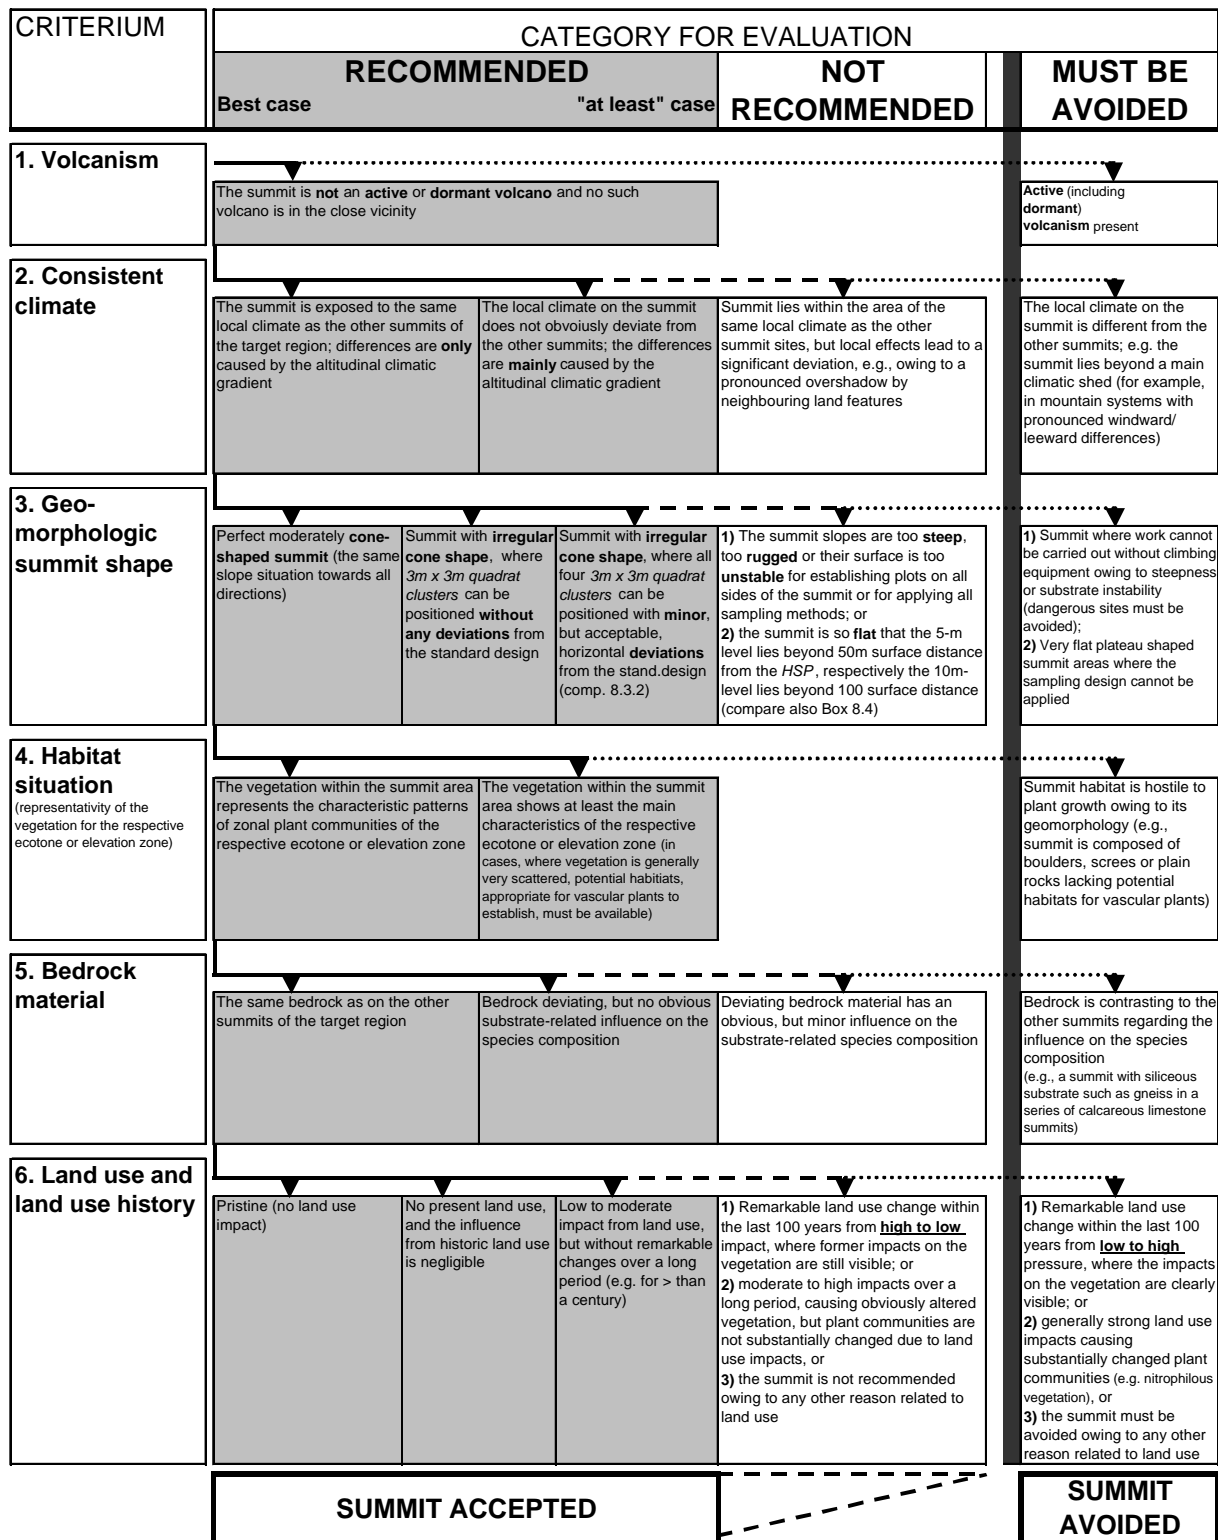 CRITERIUM
CATEGORY FOR EVALUATION
RECOMMENDED
Best case
"at least" case
NOT
RECOMMENDED
MUST BE
AVOIDED
1. Volcanism
The summit is not an active or dormant volcano and no such
volcano is in the close vicinity
Active (including
dormant)
volcanism present
2. Consistent
climate
The summit is exposed to the same
local climate as the other summits of
the target region; differences are only
caused by the altitudinal climatic
gradient
The local climate on the summit
does not obvoiusly deviate from
the other summits; the differences
are mainly caused by the
altitudinal climatic gradient
Summit lies within the area of the
same local climate as the other
summit sites, but local effects lead to a
significant deviation, e.g., owing to a
pronounced overshadow by
neighbouring land features
The local climate on the
summit is different from the
other summits; e.g. the
summit lies beyond a main
climatic shed (for example,
in mountain systems with
pronounced windward/
leeward differences)
3. Geo-
morphologic
summit shape
Perfect moderately cone-
shaped summit (the same
slope situation towards all
directions)
Summit with irregular
cone shape, where
3m x 3m quadrat
clusters can be
positioned without
any deviations from
the standard design
Summit with irregular
cone shape, where all
four 3m x 3m quadrat
clusters can be
positioned with minor,
but acceptable,
horizontal deviations
from the stand.design
(comp. 8.3.2)
1) The summit slopes are too steep,
too rugged or their surface is too
unstable for establishing plots on all
sides of the summit or for applying all
sampling methods; or
2) the summit is so flat that the 5-m
level lies beyond 50m surface distance
from the HSP, respectively the 10m-
level lies beyond 100 surface distance
(compare also Box 8.4)
1) Summit where work cannot
be carried out without climbing
equipment owing to steepness
or substrate instability
(dangerous sites must be
avoided);
2) Very flat plateau shaped
summit areas where the
sampling design cannot be
applied
4. Habitat
situation
(representativity of the
vegetation for the respective
ecotone or elevation zone)
The vegetation within the summit area
represents the characteristic patterns
of zonal plant communities of the
respective ecotone or elevation zone
The vegetation within the summit
area shows at least the main
characteristics of the respective
ecotone or elevation zone (in
cases, where vegetation is generally
very scattered, potential habitiats,
appropriate for vascular plants to
establish, must be available)
Summit habitat is hostile to
plant growth owing to its
geomorphology (e.g.,
summit is composed of
boulders, screes or plain
rocks lacking potential
habitats for vascular plants)
5. Bedrock
material
The same bedrock as on the other
summits of the target region
Bedrock deviating, but no obvious
substrate-related influence on the
species composition
Deviating bedrock material has an
obvious, but minor influence on the
substrate-related species composition
Bedrock is contrasting to the
other summits regarding the
influence on the species
composition
(e.g., a summit with siliceous
substrate such as gneiss in a
series of calcareous limestone
summits)
6. Land use and
land use history
Pristine (no land use
impact)
No present land use,
and the influence
from historic land use
is negligible
Low to moderate
impact from land use,
but without remarkable
changes over a long
period (e.g. for > than
a century)
1) Remarkable land use change within
the last 100 years from high to low
impact, where former impacts on the
vegetation are still visible; or
2) moderate to high impacts over a
long period, causing obviously altered
vegetation, but plant communities are
not substantially changed due to land
use impacts, or
3) the summit is not recommended
owing to any other reason related to
land use
1) Remarkable land use
change within the last 100
years from low to high
pressure, where the impacts
on the vegetation are clearly
visible; or
2) generally strong land use
impacts causing
substantially changed plant
communities (e.g. nitrophilous
vegetation), or
3) the summit must be
avoided owing to any other
reason related to land use
SUMMIT ACCEPTED
SUMMIT
AVOIDED